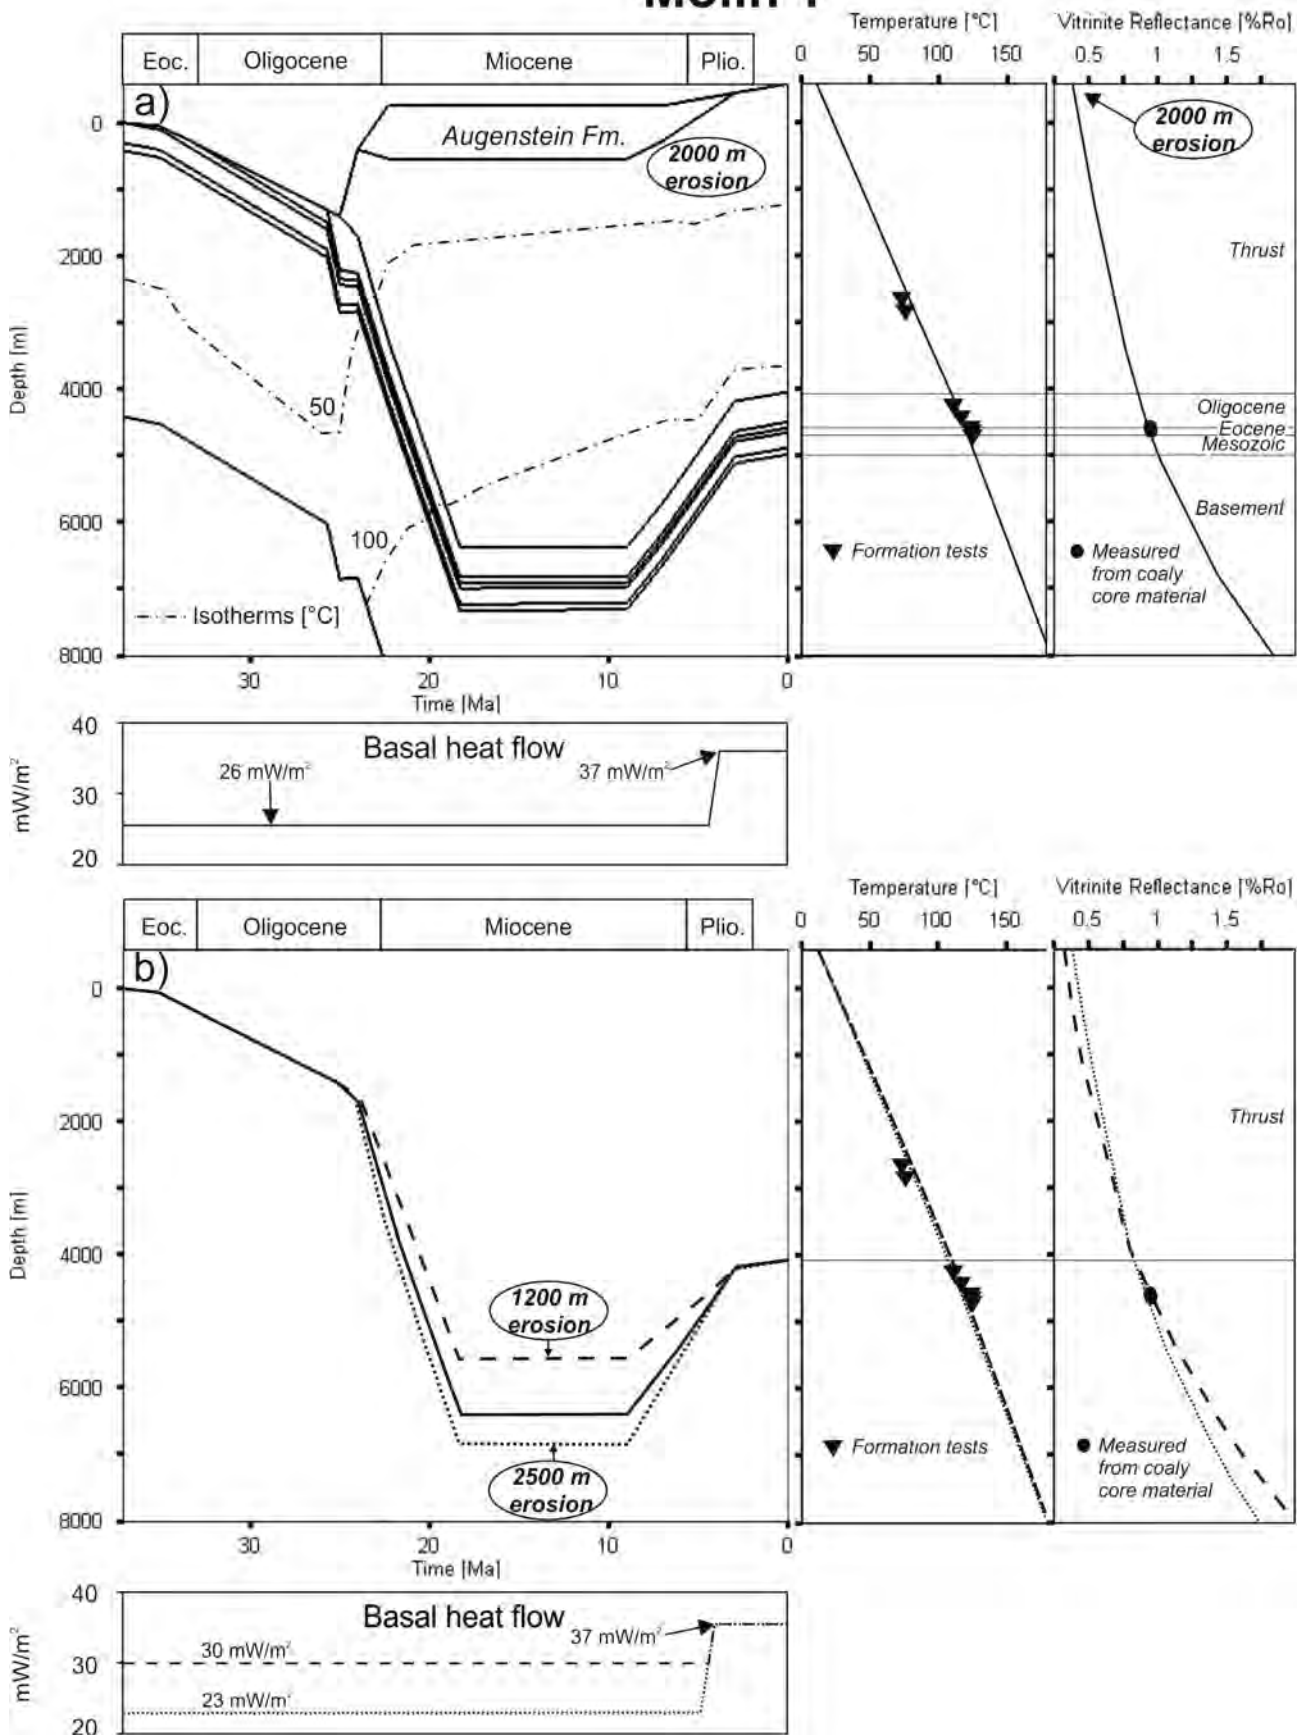 Temperature [°C]
Vitrinite Reflectance [%Ro]
0 50 100 150
0.5 1 1.5
Eoc. Oligocene Miocene Plio.
a)
0
2000
4000
6000
8000
Depth [m]
Augenstein Fm.
2000 m
erosion
50
100
Isotherms [°C]
30 20 10 0
Time [Ma]
Formation tests
2000 m
erosion
Thrust
Oligocene
Eocene
Mesozoic
Basement
Measured
from coaly
core material
40
30
20
mW/m²
Basal heat flow
26 mW/m²
37 mW/m²
Temperature [°C]
Vitrinite Reflectance [%Ro]
0 50 100 150
0.5 1 1.5
Eoc. Oligocene Miocene Plio.
b)
0
2000
4000
6000
8000
Depth [m]
1200 m
erosion
2500 m
erosion
30 20 10 0
Time [Ma]
Formation tests
Thrust
Measured
from coaly
core material
40
30
20
mW/m²
Basal heat flow
37 mW/m²
30 mW/m²
23 mW/m²